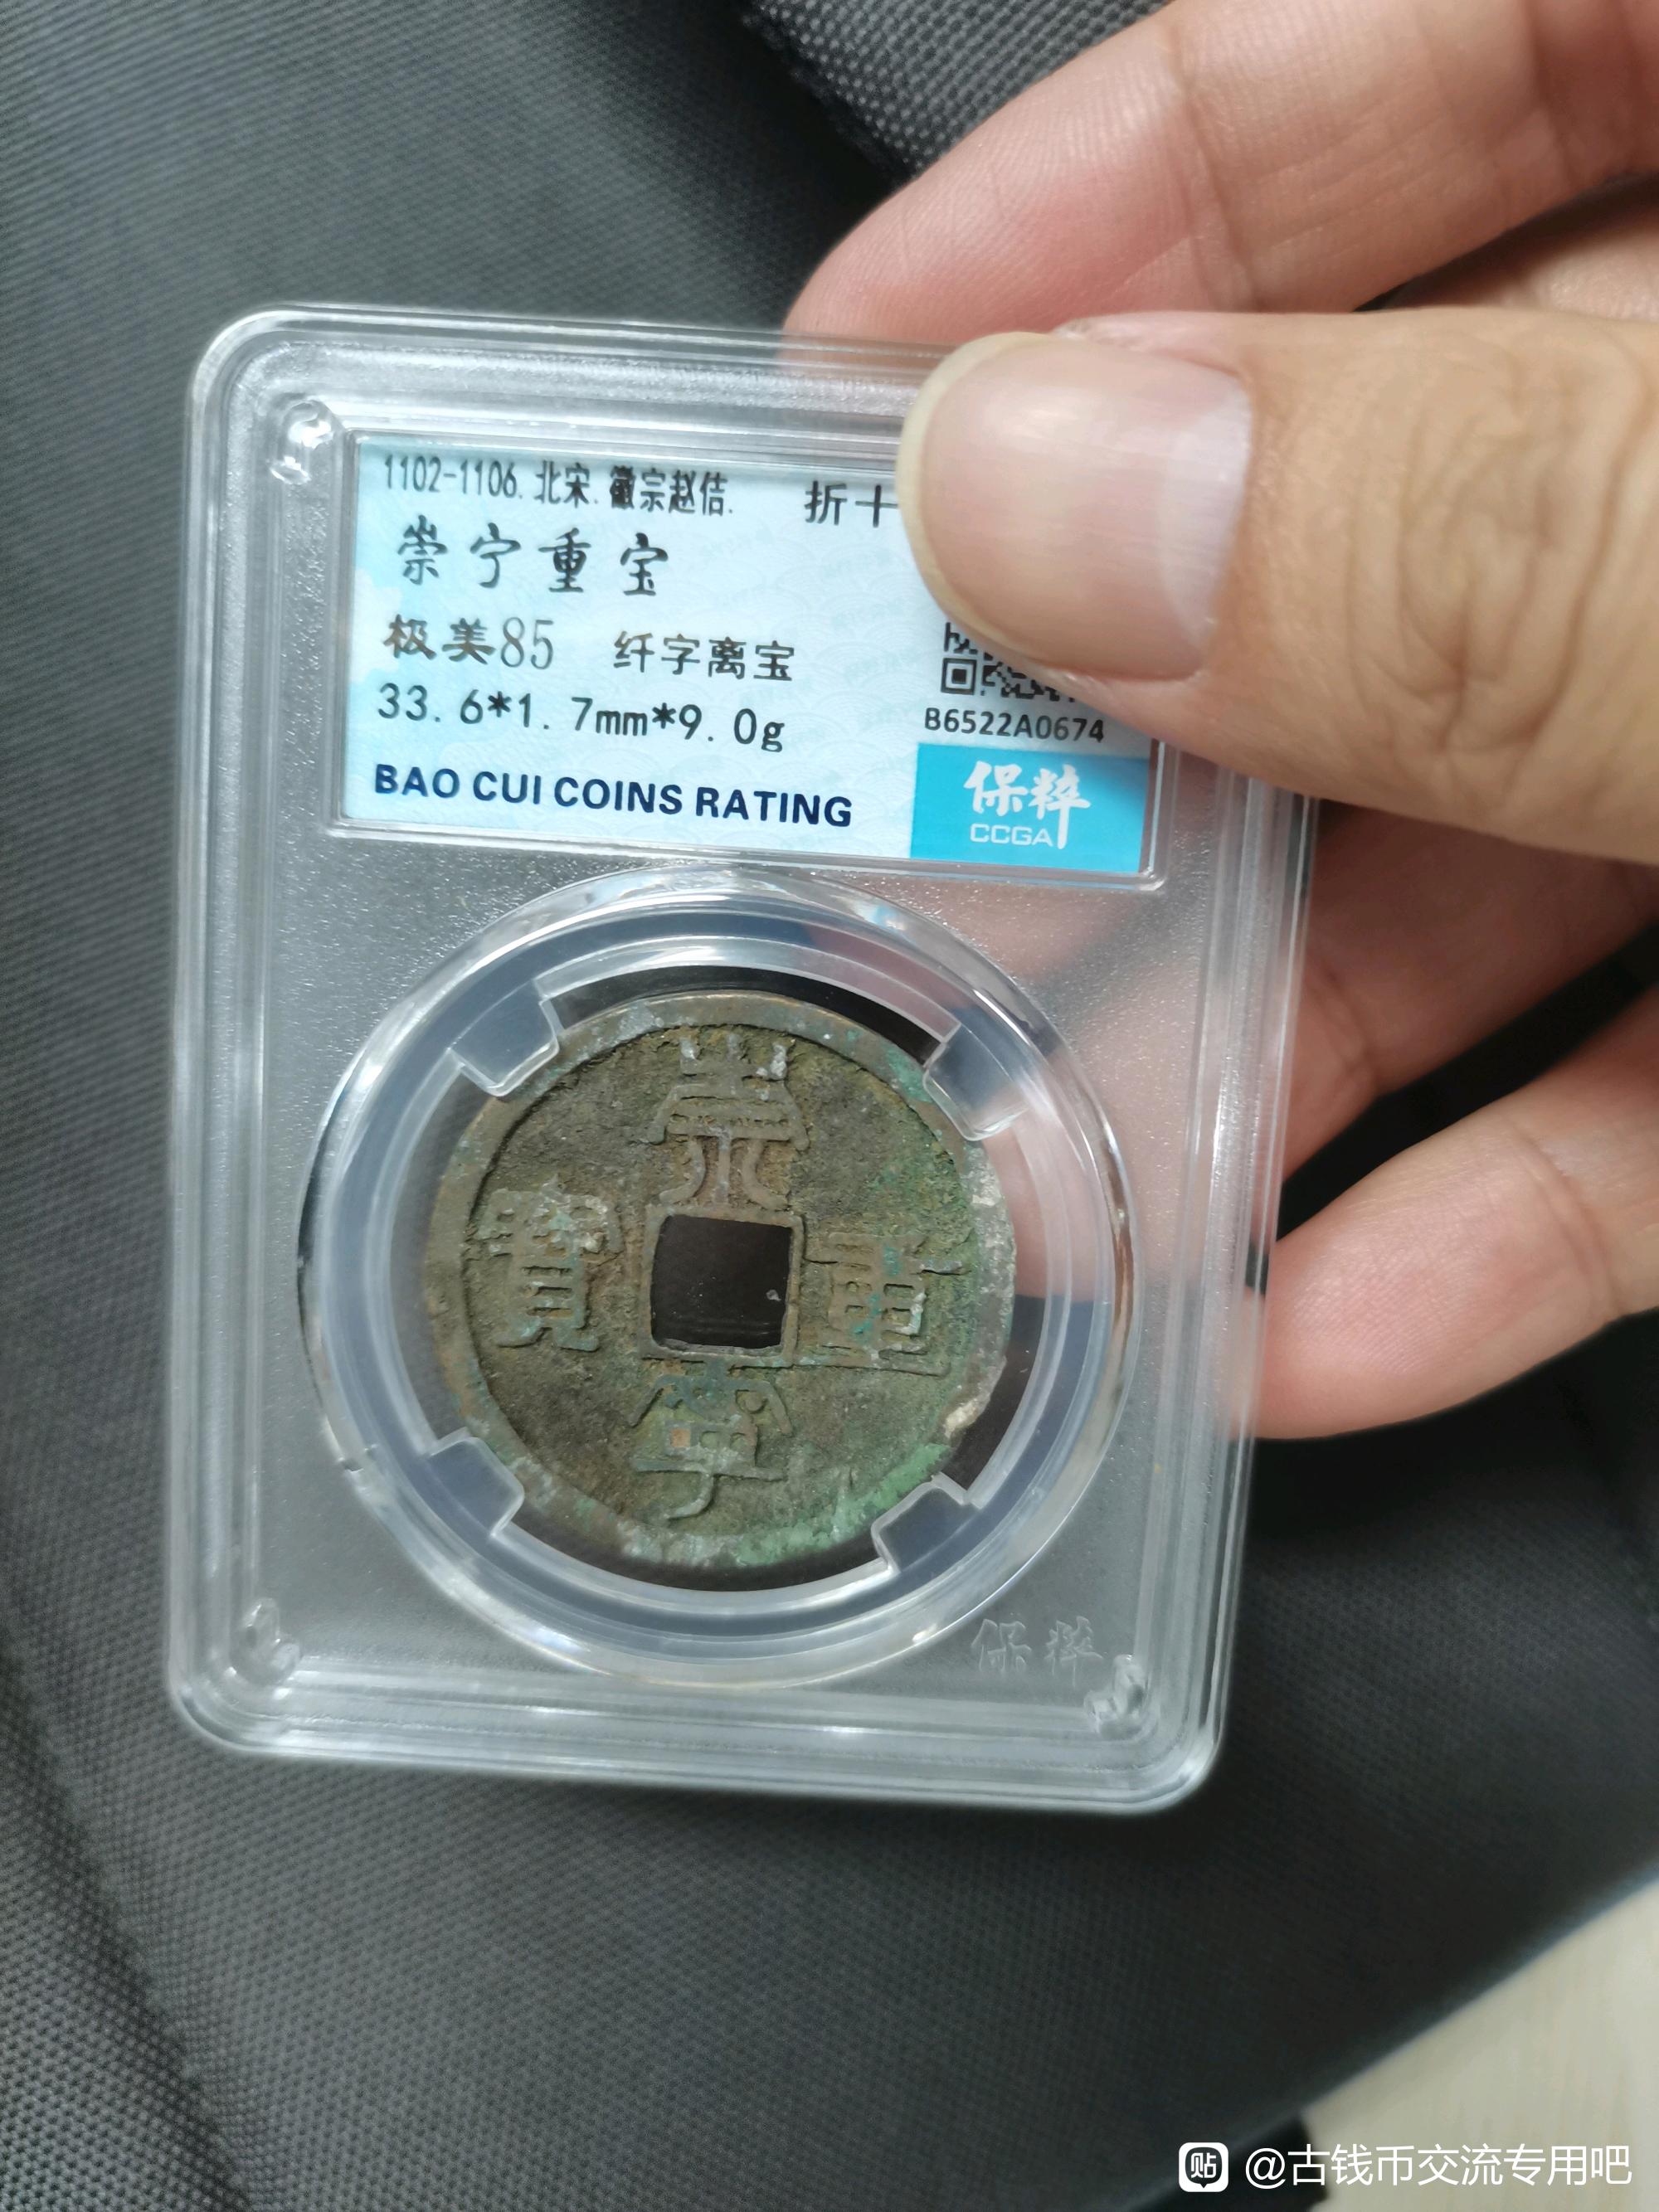 1102-1106.北宋.徽宗赵佶. 折十
崇宁重宝
极美85 纤字离宝
33.6*1.7mm*9.0g
B6522A0674
BAO CUI COINS RATING
保粹
CCGA
崇
寶 重
寧
保粹
贴 @古钱币交流专用吧